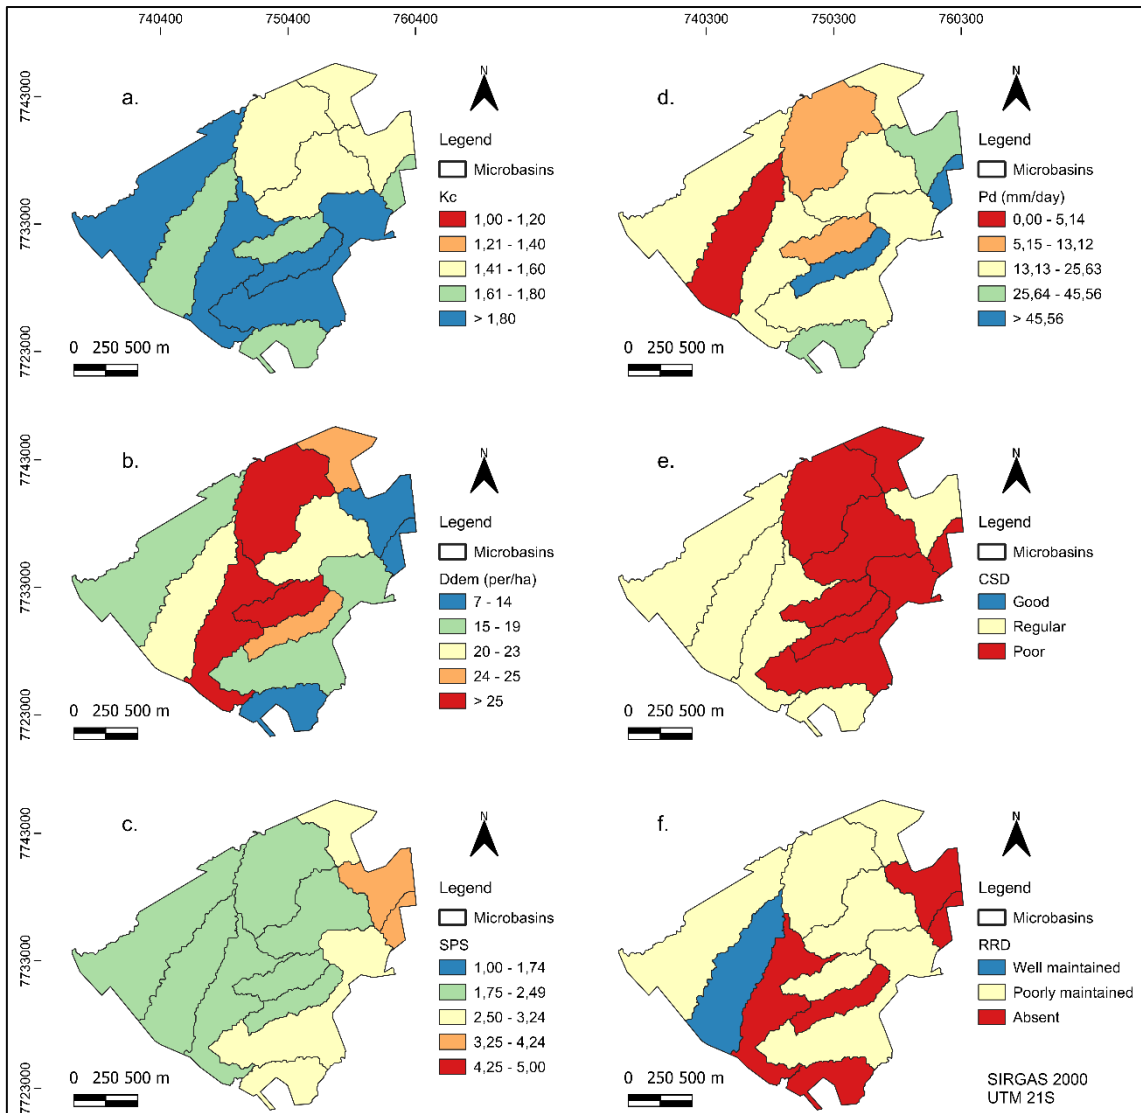 740400 750400 760400
740300 750300 760300
7743000
7733000
7723000
a.
N
Legend
Microbasins
Kc
1,00 - 1,20
1,21 - 1,40
1,41 - 1,60
1,61 - 1,80
> 1,80
0 250 500 m
d.
N
Legend
Microbasins
Pd (mm/day)
0,00 - 5,14
5,15 - 13,12
13,13 - 25,63
25,64 - 45,56
> 45,56
0 250 500 m
7743000
7733000
7723000
b.
N
Legend
Microbasins
Ddem (per/ha)
7 - 14
15 - 19
20 - 23
24 - 25
> 25
0 250 500 m
e.
N
Legend
Microbasins
CSD
Good
Regular
Poor
0 250 500 m
7743000
7733000
7723000
c.
N
Legend
Microbasins
SPS
1,00 - 1,74
1,75 - 2,49
2,50 - 3,24
3,25 - 4,24
4,25 - 5,00
0 250 500 m
f.
N
Legend
Microbasins
RRD
Well maintained
Poorly maintained
Absent
0 250 500 m
SIRGAS 2000
UTM 21S